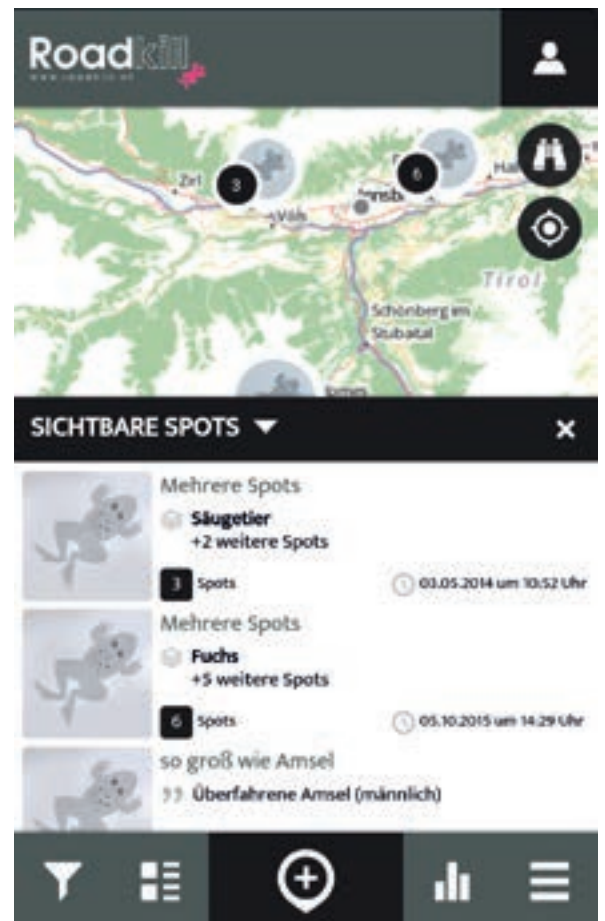 Roadkill
Zirl
3
6
Völs
Tirol
Schönberg im
Stubaital
SICHTBARE SPOTS
Mehrere Spots
Säugetier
+2 weitere Spots
3 Spots 03.05.2014 um 10:52 Uhr
Mehrere Spots
Fuchs
+5 weitere Spots
6 Spots 05.10.2015 um 14:29 Uhr
so groß wie Amsel
Überfahrene Amsel (männlich)